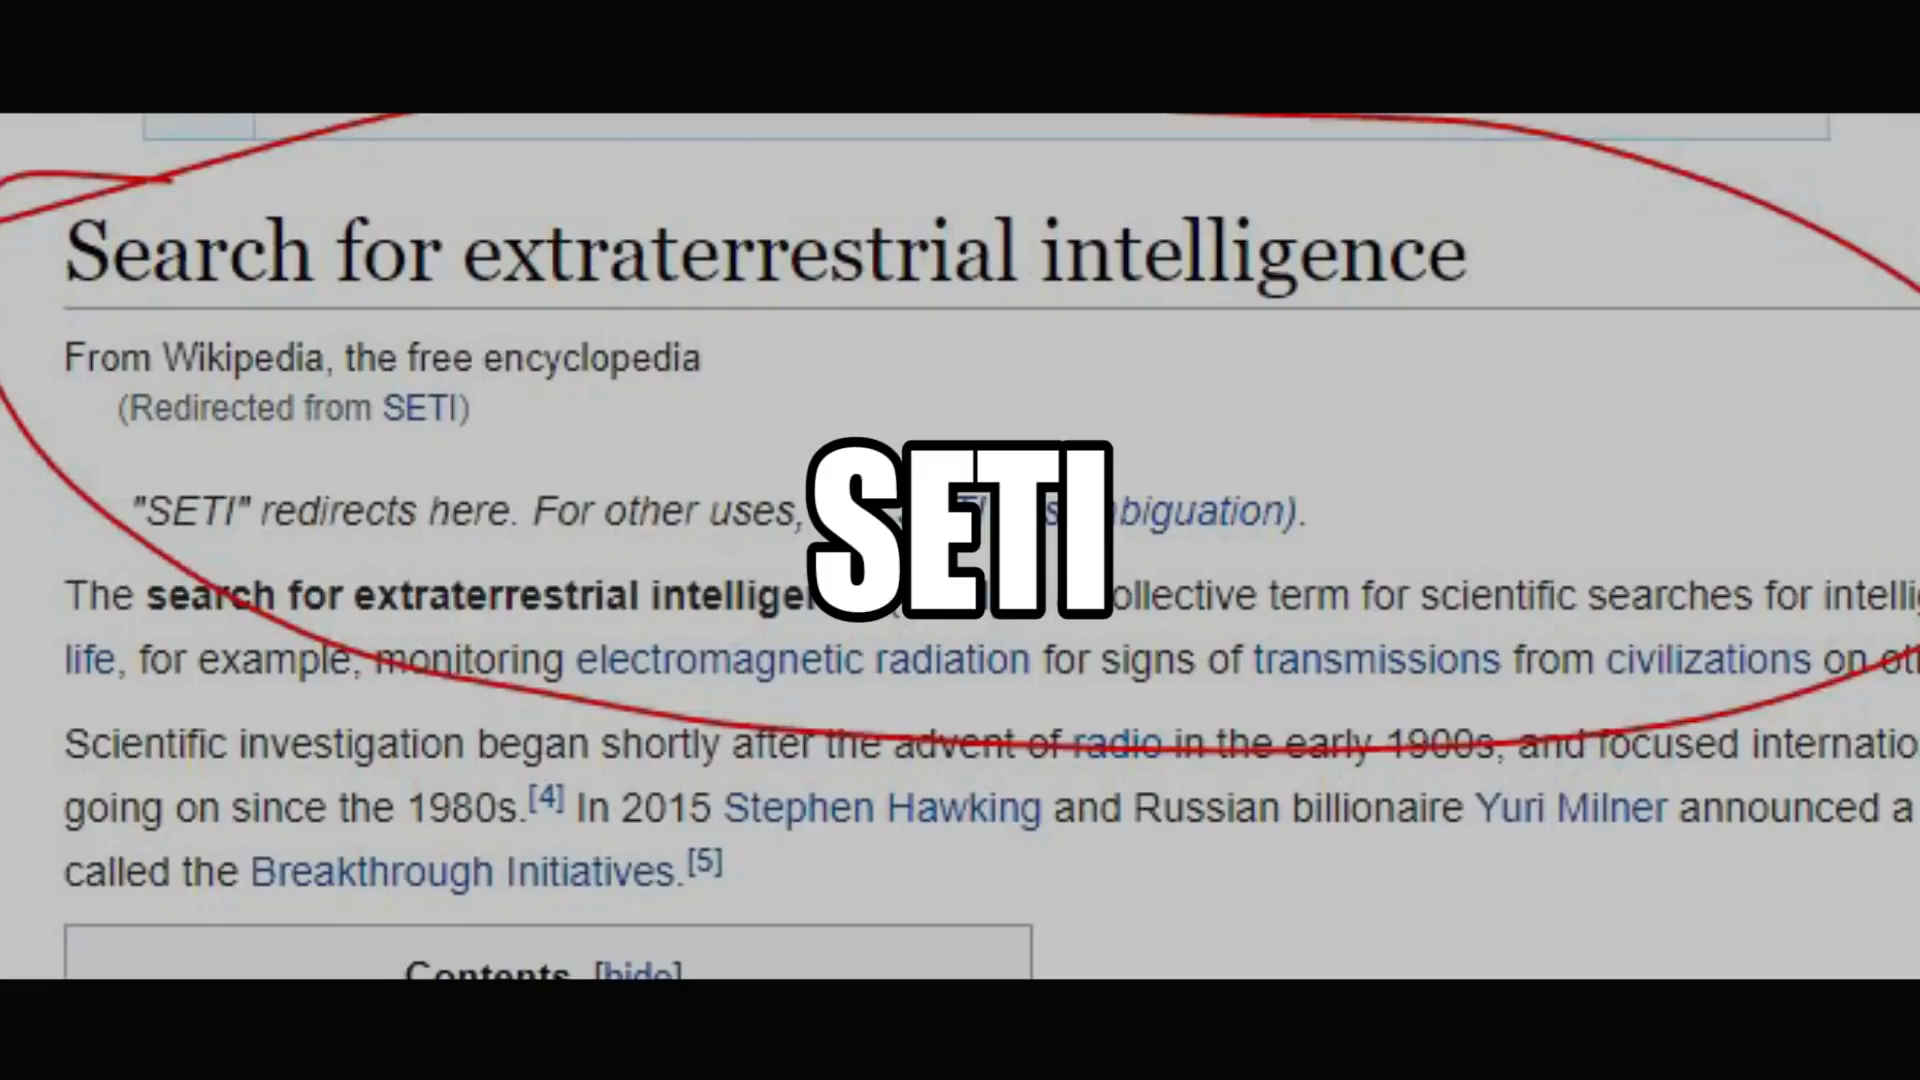 Search for extraterrestrial intelligence
From Wikipedia, the free encyclopedia
(Redirected from SETI)
"SETI" redirects here. For other uses, biguation).
SETI
The search for extraterrestrial ollective term for scientific searches for
life, for example, monitoring electromagnetic radiation for signs of transmissions from civilizations on
Scientific investigation began shortly after the advent of radio in the early 1900s, and focused
going on since the 1980s.[4] In 2015 Stephen Hawking and Russian billionaire Yuri Milner announced a
called the Breakthrough Initiatives.[5]
Contents [hide]